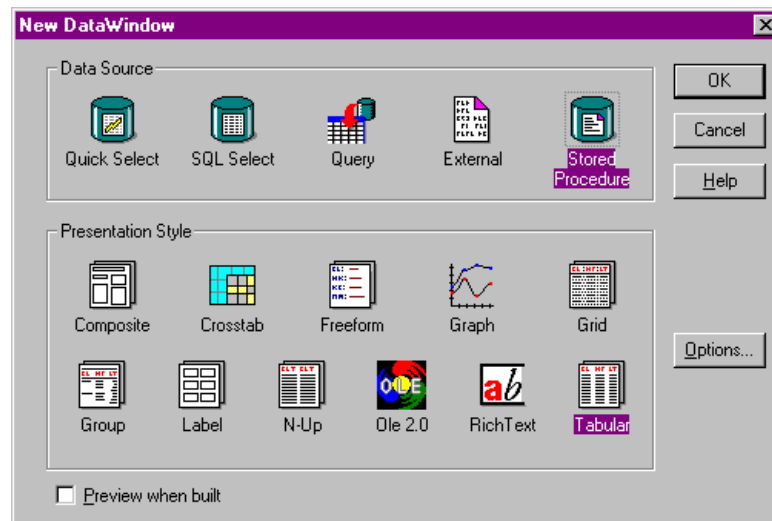 New DataWindow
Data Source
Quick Select
SQL Select
Query
External
Stored
Procedure
OK
Cancel
Help
Presentation Style
Composite
Crosstab
Freeform
Graph
Grid
Options...
Group
Label
N-Up
Ole 2.0
RichText
Tabular
Preview when built